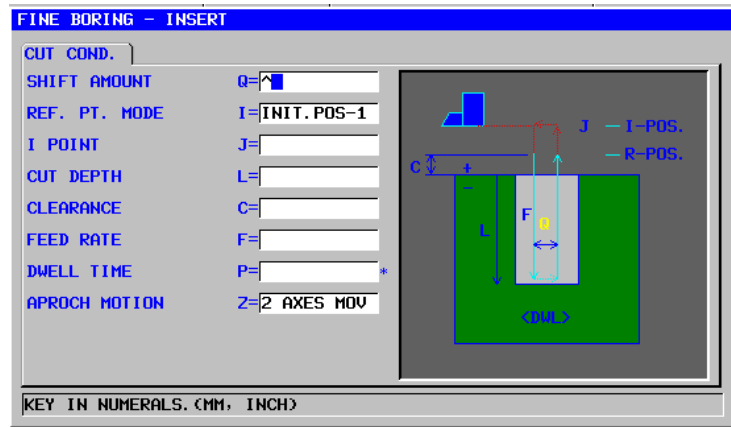 FINE BORING - INSERT
CUT COND.
SHIFT AMOUNT Q=^
REF. PT. MODE I=INIT.POS-1
I POINT J=
CUT DEPTH L=
CLEARANCE C=
FEED RATE F=
DWELL TIME P= *
APROCH MOTION Z=2 AXES MOV
J I-POS.
R-POS.
C + 
-
F Q
L
<DWL>
KEY IN NUMERALS.(MM, INCH)